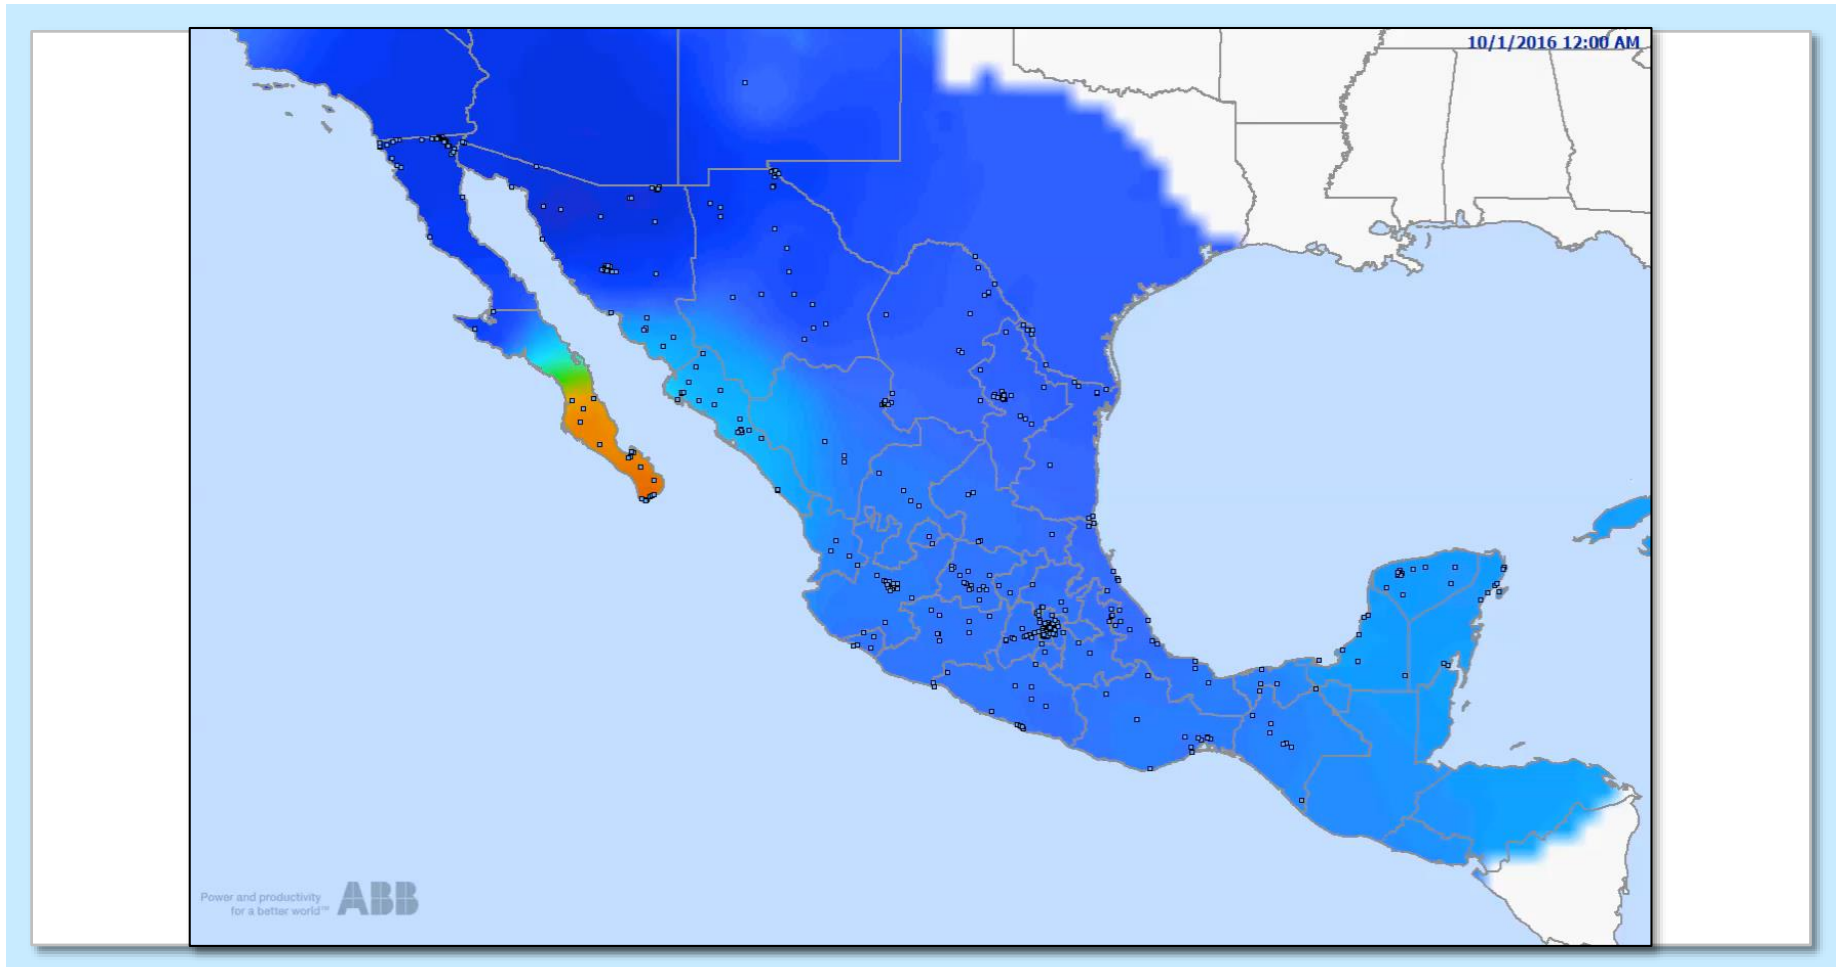 10/1/2016 12:00 AM
Power and productivity
for a better world™
ABB